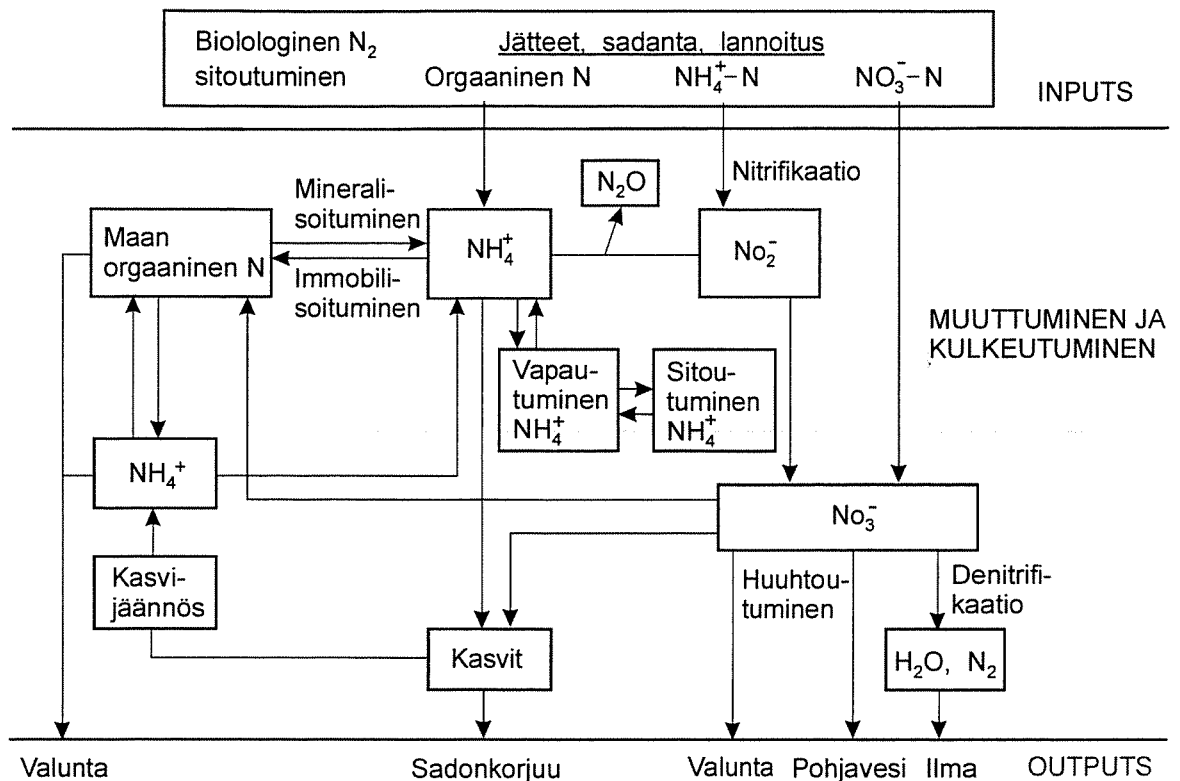 Biolologinen N₂
sitoutuminen
Jätteet, sadanta, lannoitus
Orgaaninen N
NH₄⁺–N
NO₃⁻–N
INPUTS
Nitrifikaatio
N₂O
Minerali-
soituminen
Maan
orgaaninen N
NH₄⁺
No₂⁻
Immobili-
soituminen
MUUTTUMINEN JA
KULKEUTUMINEN
Vapau-
tuminen
NH₄⁺
Sitou-
tuminen
NH₄⁺
NH₄⁺
No₃⁻
Kasvi-
jäännös
Huuhtou-
tuminen
Denitrifi-
kaatio
Kasvit
H₂O, N₂
Valunta
Sadonkorjuu
Valunta
Pohjavesi
Ilma
OUTPUTS